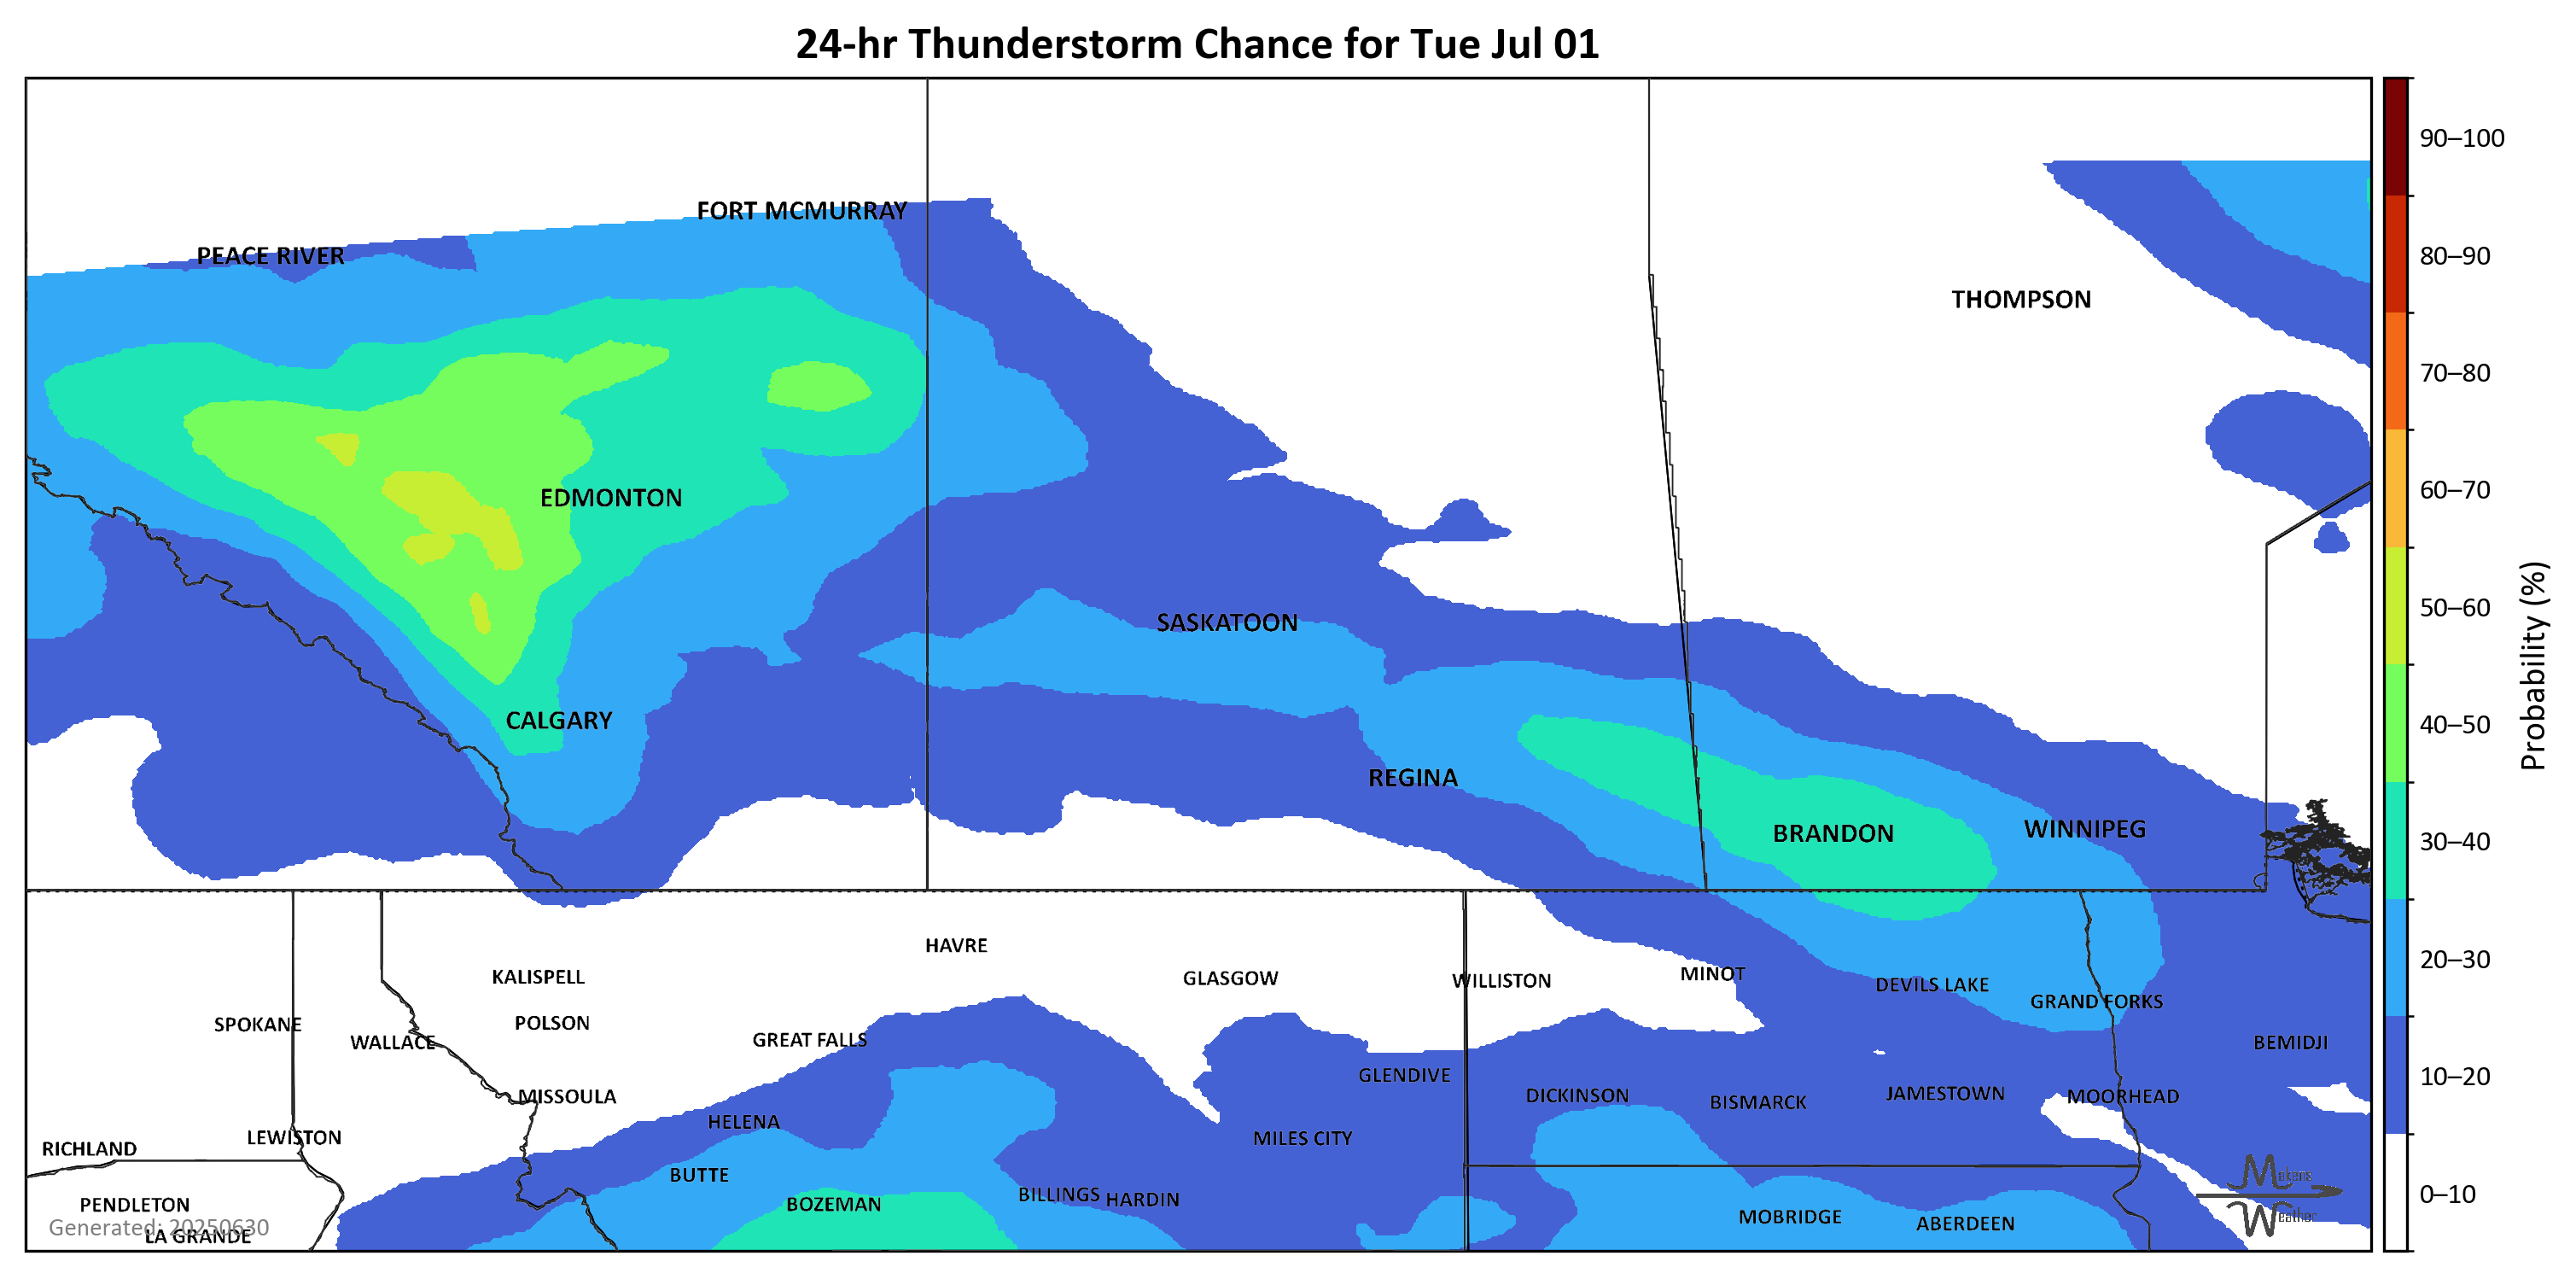 24-hr Thunderstorm Chance for Tue Jul 01
90–100
FORT MCMURRAY
PEACE RIVER
80–90
THOMPSON
70–80
60–70
EDMONTON
50–60
SASKATOON
Probability (%)
CALGARY
40–50
REGINA
WINNIPEG
BRANDON
30–40
HAVRE
20–30
KALISPELL
GLASGOW
WILLISTON
MINOT
DEVILS LAKE
GRAND FORKS
SPOKANE
POLSON
WALLACE
GREAT FALLS
BEMIDJI
10–20
GLENDIVE
MISSOULA
DICKINSON
BISMARCK
JAMESTOWN
MOORHEAD
HELENA
LEWISTON
MILES CITY
RICHLAND
BUTTE
Makens
Weather
0–10
PENDLETON
BOZEMAN
BILLINGS
HARDIN
MOBRIDGE
ABERDEEN
Generated: 20250630
LA GRANDE